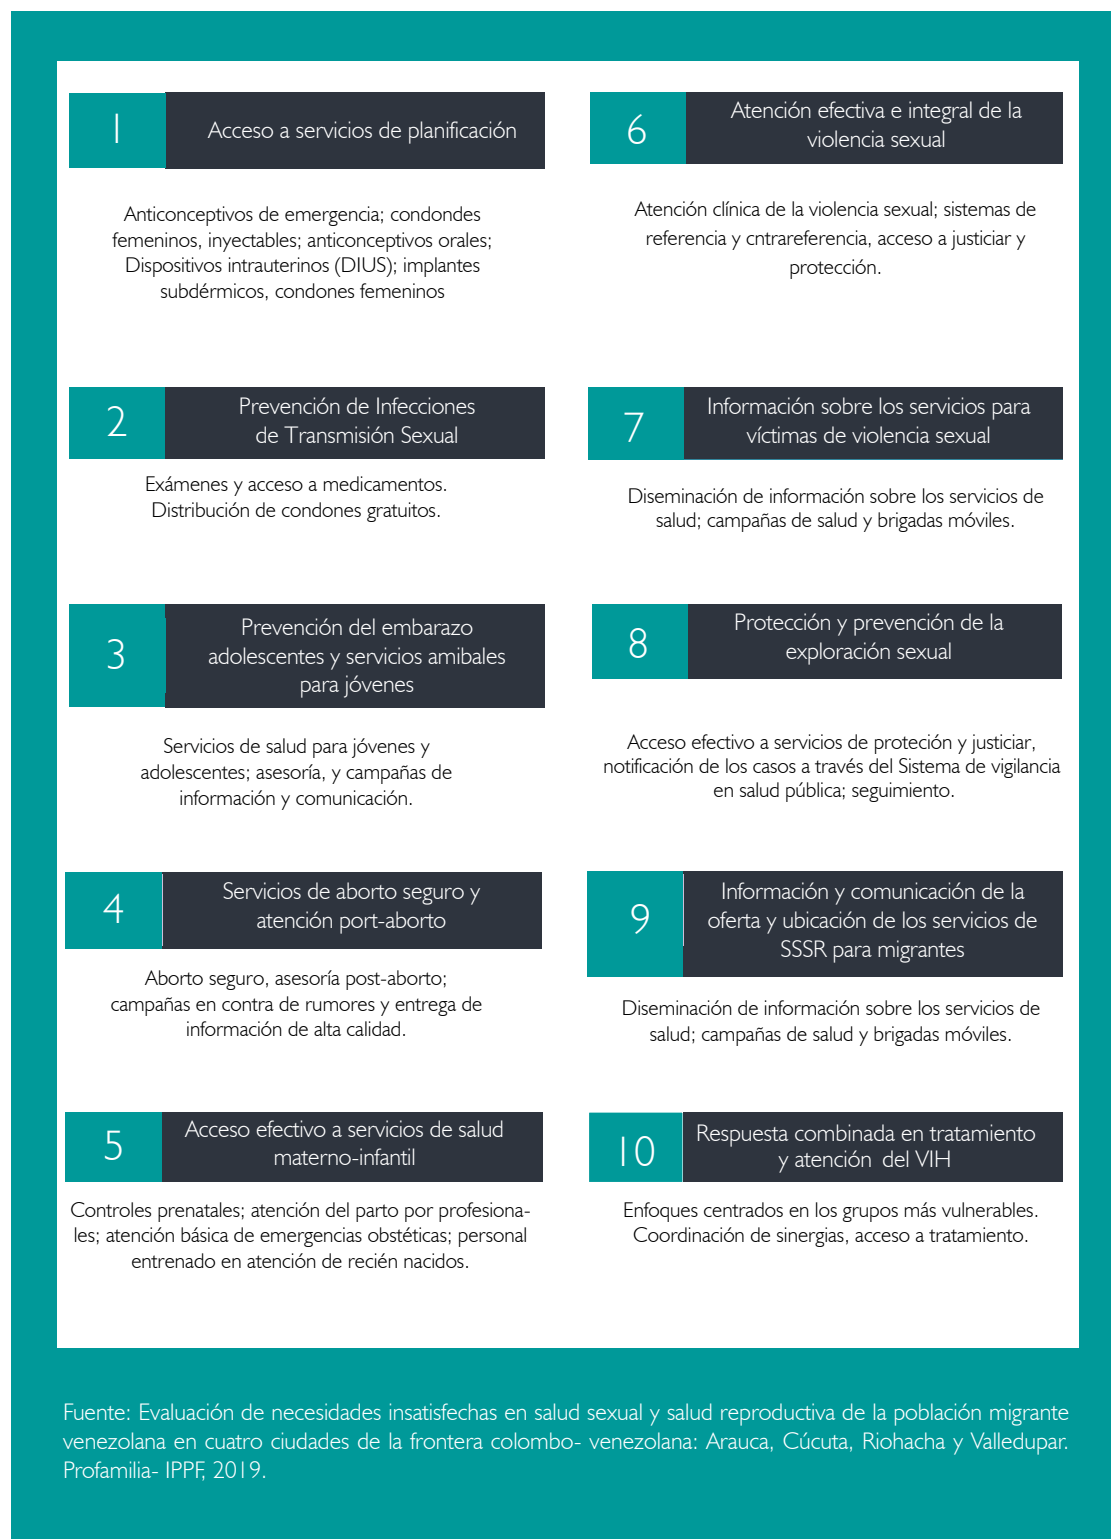 1
Acceso a servicios de planificación
Anticonceptivos de emergencia; condondes
femeninos, inyectables; anticonceptivos orales;
Dispositivos intrauterinos (DIUS); implantes
subdérmicos, condones femeninos
2
Prevención de Infecciones
de Transmisión Sexual
Exámenes y acceso a medicamentos.
Distribución de condones gratuitos.
3
Prevención del embarazo
adolescentes y servicios amibales
para jóvenes
Servicios de salud para jóvenes y
adolescentes; asesoría, y campañas de
información y comunicación.
4
Servicios de aborto seguro y
atención port-aborto
Aborto seguro, asesoría post-aborto;
campañas en contra de rumores y entrega de
información de alta calidad.
5
Acceso efectivo a servicios de salud
materno-infantil
Controles prenatales; atención del parto por profesiona-
les; atención básica de emergencias obstéticas; personal
entrenado en atención de recién nacidos.
6
Atención efectiva e integral de la
violencia sexual
Atención clínica de la violencia sexual; sistemas de
referencia y cntrareferencia, acceso a justiciar y
protección.
7
Información sobre los servicios para
víctimas de violencia sexual
Diseminación de información sobre los servicios de
salud; campañas de salud y brigadas móviles.
8
Protección y prevención de la
exploración sexual
Acceso efectivo a servicios de proteción y justiciar,
notificación de los casos a través del Sistema de vigilancia
en salud pública; seguimiento.
9
Información y comunicación de la
oferta y ubicación de los servicios de
SSSR para migrantes
Diseminación de información sobre los servicios de
salud; campañas de salud y brigadas móviles.
10
Respuesta combinada en tratamiento
y atención del VIH
Enfoques centrados en los grupos más vulnerables.
Coordinación de sinergias, acceso a tratamiento.
Fuente: Evaluación de necesidades insatisfechas en salud sexual y salud reproductiva de la población migrante
venezolana en cuatro ciudades de la frontera colombo- venezolana: Arauca, Cúcuta, Riohacha y Valledupar.
Profamilia- IPPF, 2019.